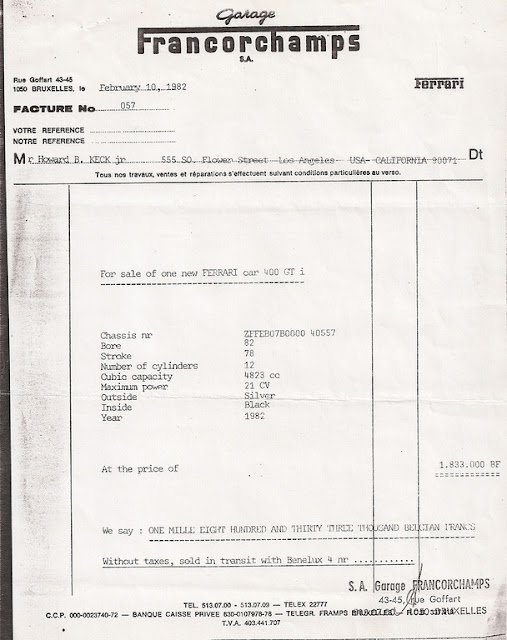 Garage
Francorchamps
S.A.
Rue Goffart 43-45
1050 BRUXELLES, le February 10, 1982
Ferrari
FACTURE No 057
VOTRE REFERENCE
NOTRE REFERENCE
Mr Howard B. KECK jr 555 SO. Flower Street Los Angeles USA- CALIFORNIA 90071 Dt
Tous nos travaux, ventes et réparations s'effectuent suivant conditions particulières au verso.
For sale of one new FERRARI car 400 GT i
Chassis nr ZFFEB07B0000 40557
Bore 82
Stroke 78
Number of cylinders 12
Cubic capacity 4823 cc
Maximum power 21 CV
Outside Silver
Inside Black
Year 1982
At the price of 1.833.000 BF
We say : ONE MILLE EIGHT HUNDRED AND THIRTY THREE THOUSAND BELGIAN FRANCS
Without taxes, sold in transit with Benelux 4 nr ............
S.A. Garage FRANCORCHAMPS
43-45, rue Goffart
BRUXELLES
TEL. 513.07.00 - 513.07.09 — TELEX 22777
C.C.P. 000-0023740-72 — BANQUE CAISSE PRIVEE 630-0107978-78 — TELEGR. FRAMPS
T.V.A. 403.441.707